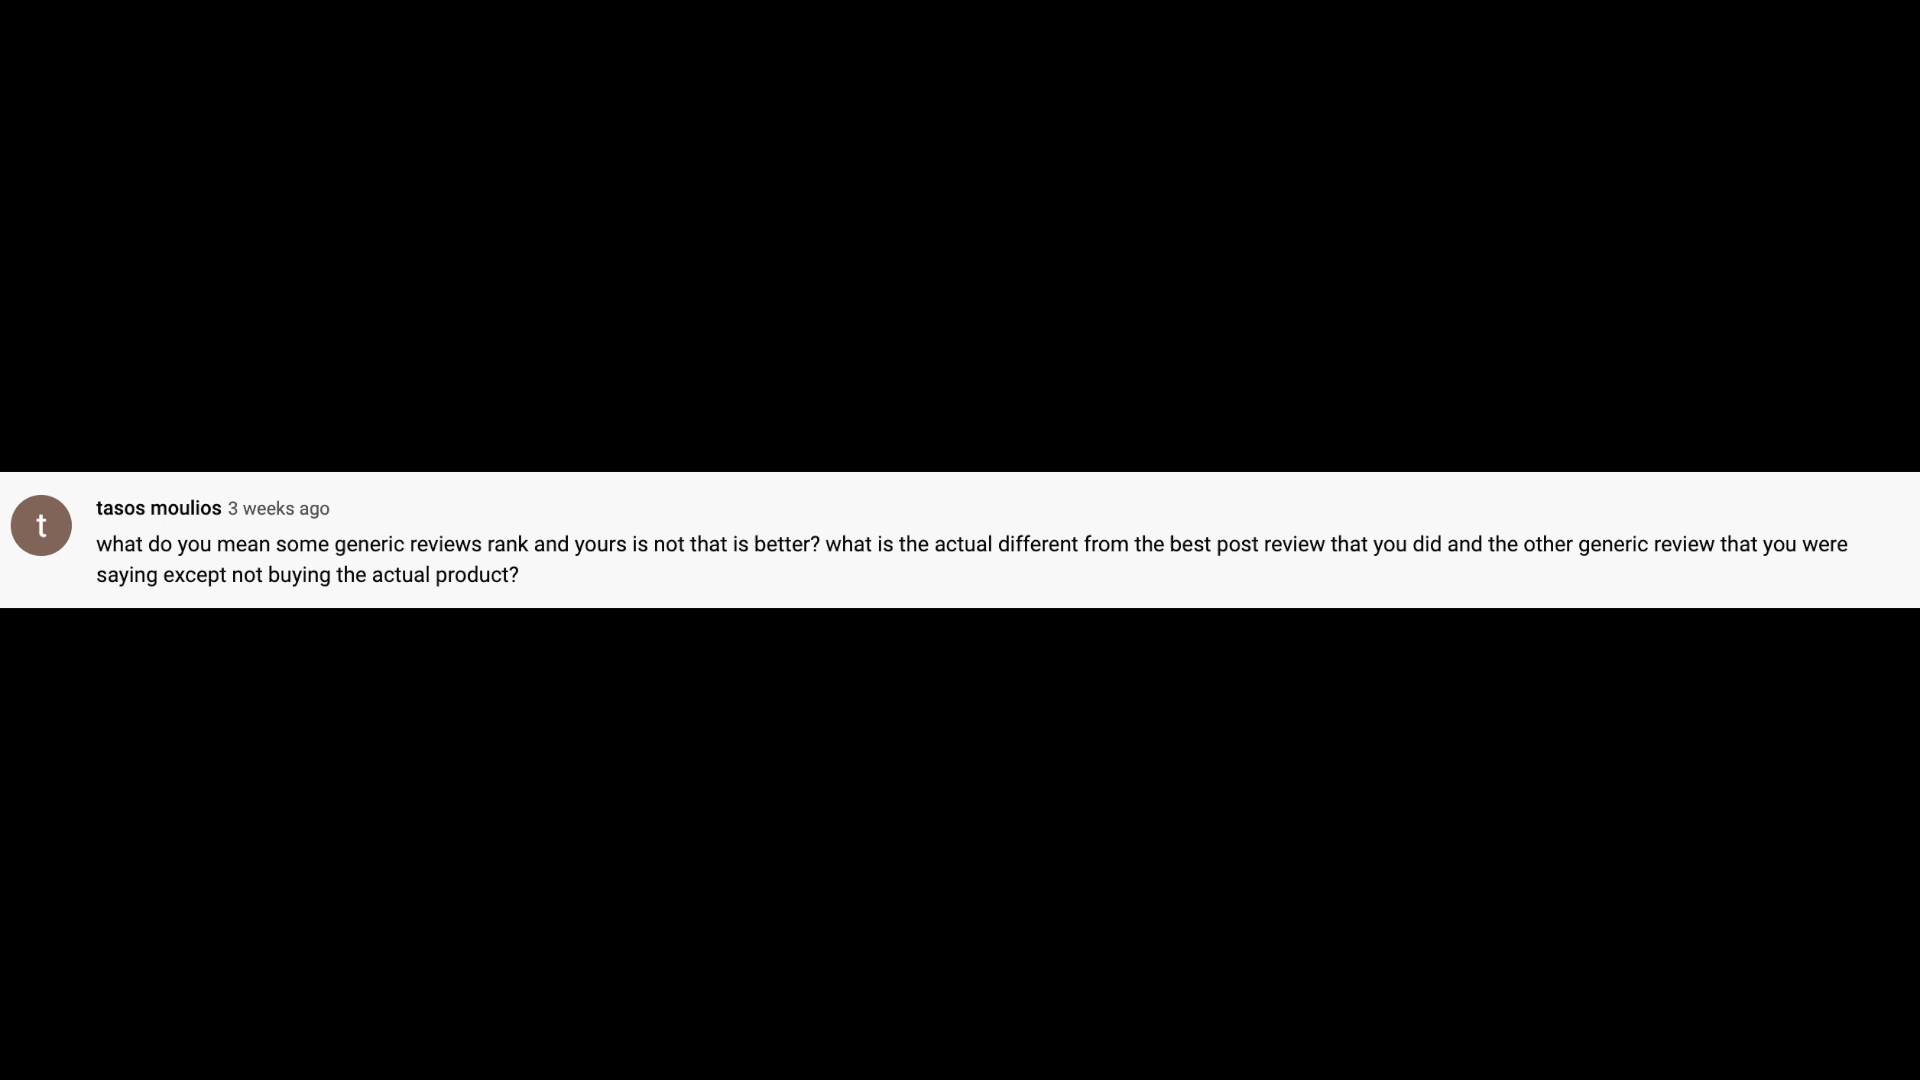 t
tasos moulios 3 weeks ago
what do you mean some generic reviews rank and yours is not that is better? what is the actual different from the best post review that you did and the other generic review that you were
saying except not buying the actual product?